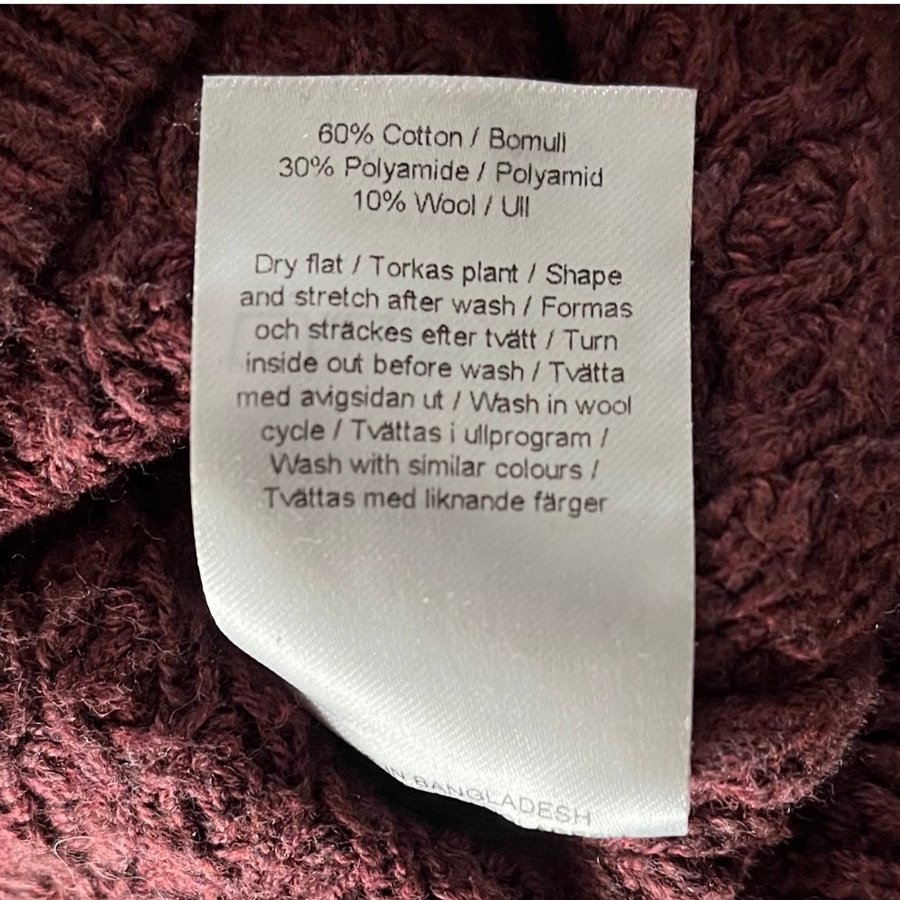 60% Cotton / Bomull
30% Polyamide / Polyamid
10% Wool / Ull
Dry flat / Torkas plant / Shape
and stretch after wash / Formas
och sträckes efter tvätt / Turn
inside out before wash / Tvätta
med avigsidan ut / Wash in wool
cycle / Tvättas i ullprogram /
Wash with similar colours /
Tvättas med liknande färger
IN BANGLADESH